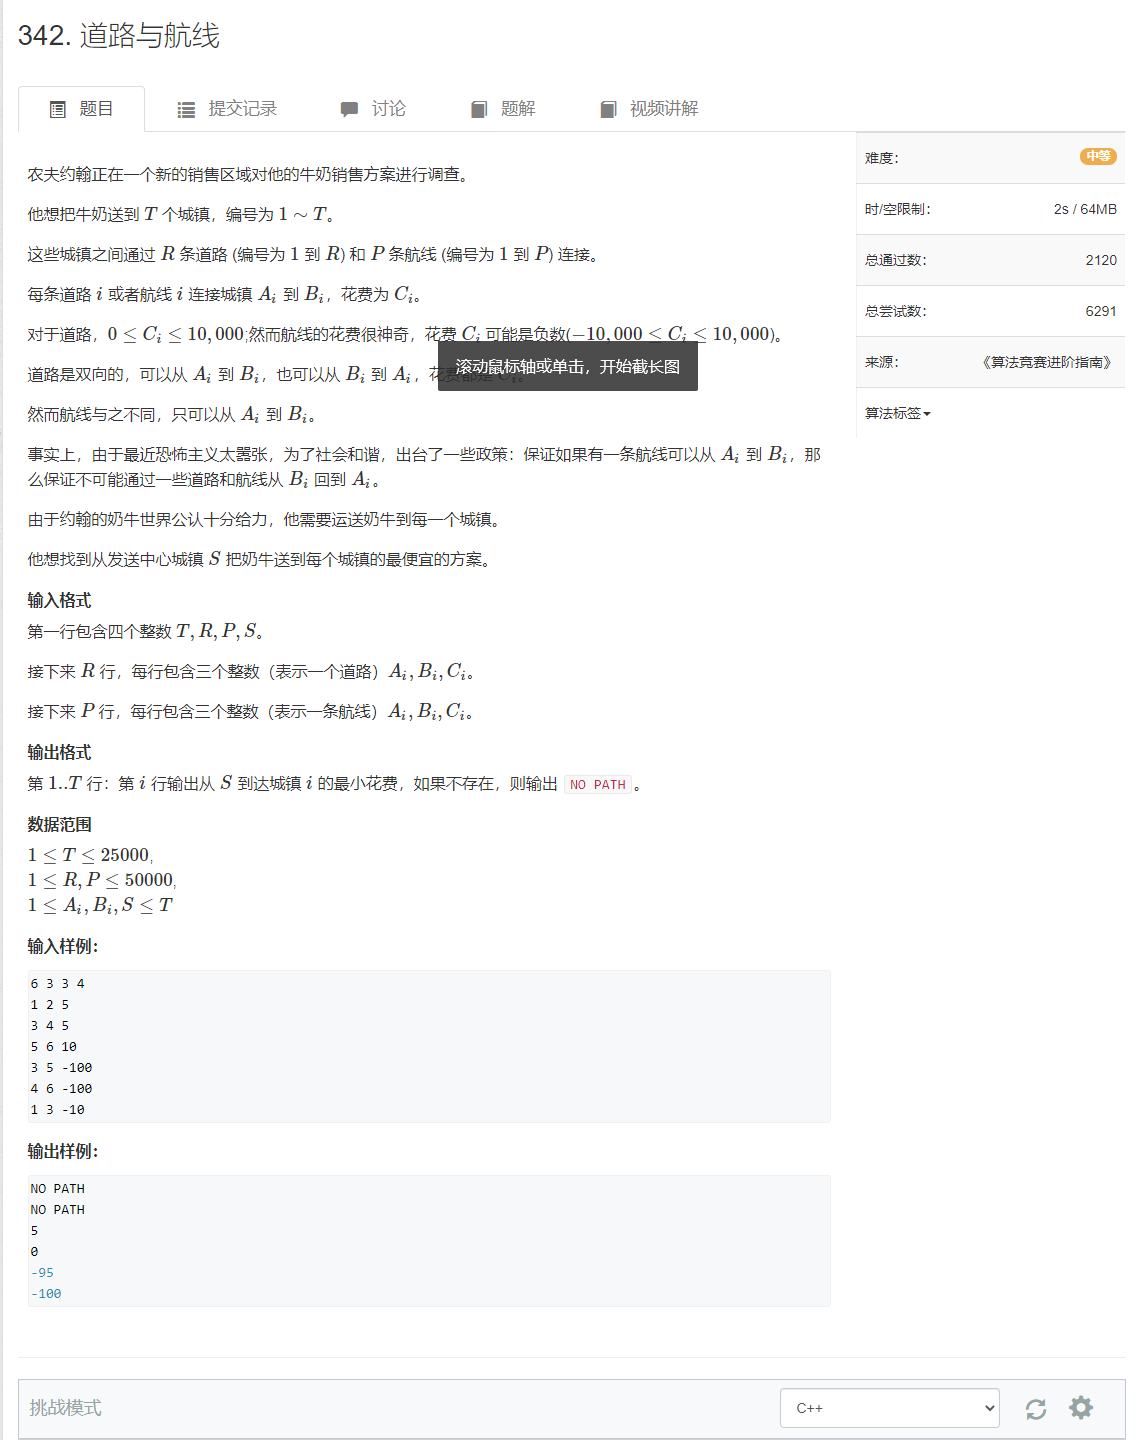 342. 道路与航线
题目 提交记录 讨论 题解 视频讲解
农夫约翰正在一个新的销售区域对他的牛奶销售方案进行调查。
他想把牛奶送到 T 个城镇，编号为 1 ∼ T。
这些城镇之间通过 R 条道路 (编号为 1 到 R) 和 P 条航线 (编号为 1 到 P) 连接。
每条道路 i 或者航线 i 连接城镇 A_i 到 B_i，花费为 C_i。
对于道路，0 ≤ C_i ≤ 10,000;然而航线的花费很神奇，花费 C_i 可能是负数(−10,000 ≤ C_i ≤ 10,000)。
道路是双向的，可以从 A_i 到 B_i，也可以从 B_i 到 A_i，花费都是 C_i。
滚动鼠标轴或单击，开始截长图
然而航线与之不同，只可以从 A_i 到 B_i。
事实上，由于最近恐怖主义太嚣张，为了社会和谐，出台了一些政策：保证如果有一条航线可以从 A_i 到 B_i，那
么保证不可能通过一些道路和航线从 B_i 回到 A_i。
由于约翰的奶牛世界公认十分给力，他需要运送奶牛到每一个城镇。
他想找到从发送中心城镇 S 把奶牛送到每个城镇的最便宜的方案。
输入格式
第一行包含四个整数 T, R, P, S。
接下来 R 行，每行包含三个整数（表示一个道路）A_i, B_i, C_i。
接下来 P 行，每行包含三个整数（表示一条航线）A_i, B_i, C_i。
输出格式
第 1..T 行：第 i 行输出从 S 到达城镇 i 的最小花费，如果不存在，则输出 NO PATH。
数据范围
1 ≤ T ≤ 25000,
1 ≤ R, P ≤ 50000,
1 ≤ A_i, B_i, S ≤ T
输入样例：
6 3 3 4
1 2 5
3 4 5
5 6 10
3 5 -100
4 6 -100
1 3 -10
输出样例：
NO PATH
NO PATH
5
0
-95
-100
难度： 中等
时/空限制： 2s / 64MB
总通过数： 2120
总尝试数： 6291
来源： 《算法竞赛进阶指南》
算法标签
挑战模式 C++